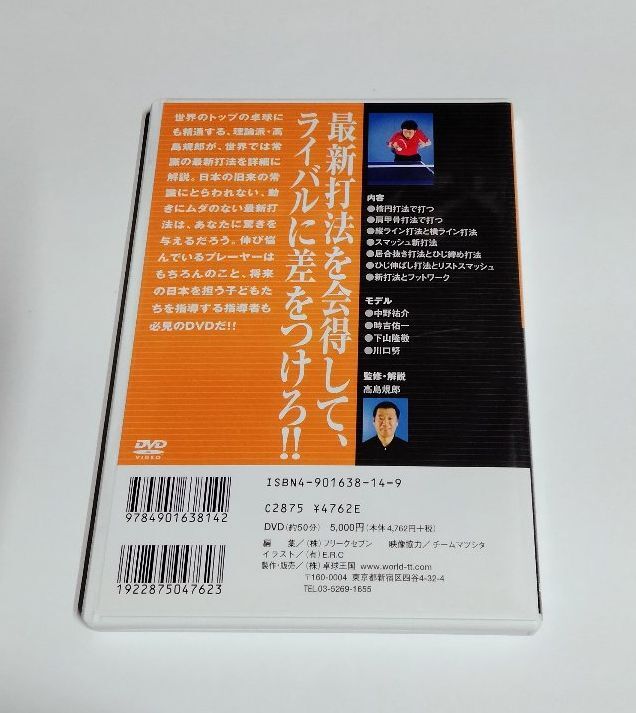 世界のトップの卓球に
も精通する、理論派・高
島規郎が、世界では常
識の最新打法を詳細に
解説。日本の旧来の常
識にとらわれない、動
きにムダのない最新打
法は、あなたに驚きを
与えるだろう。伸び悩
んでいるプレーヤーは
もちろんのこと、将来
の日本を担う子どもた
ちを指導する指導者も
必見のDVDだ!!
最新打法を会得して、
ライバルに差をつけろ!!
内容
●楕円打法で打つ
●肩甲骨打法で打つ
●縦ライン打法と横ライン打法
●スマッシュ新打法
●居合抜き打法とひじ締め打法
●ひじ伸ばし打法とリストスマッシュ
●新打法とフットワーク
モデル
●中野祐介
●時吉佑一
●下山隆敬
●川口努
監修・解説
高島規郎
DVD
VIDEO
9784901638142
1922875047623
ISBN4-901638-14-9
C2875 ¥4762E
DVD(約50分) 5,000円(本体4,762円+税)
編 集/(株)フリークセブン 映像協力/チームマツシタ
イラスト/(有)E.R.C
製作・販売/(株)卓球王国 www.world-tt.com
〒160-0004 東京都新宿区四谷4-32-4
TEL.03-5269-1655